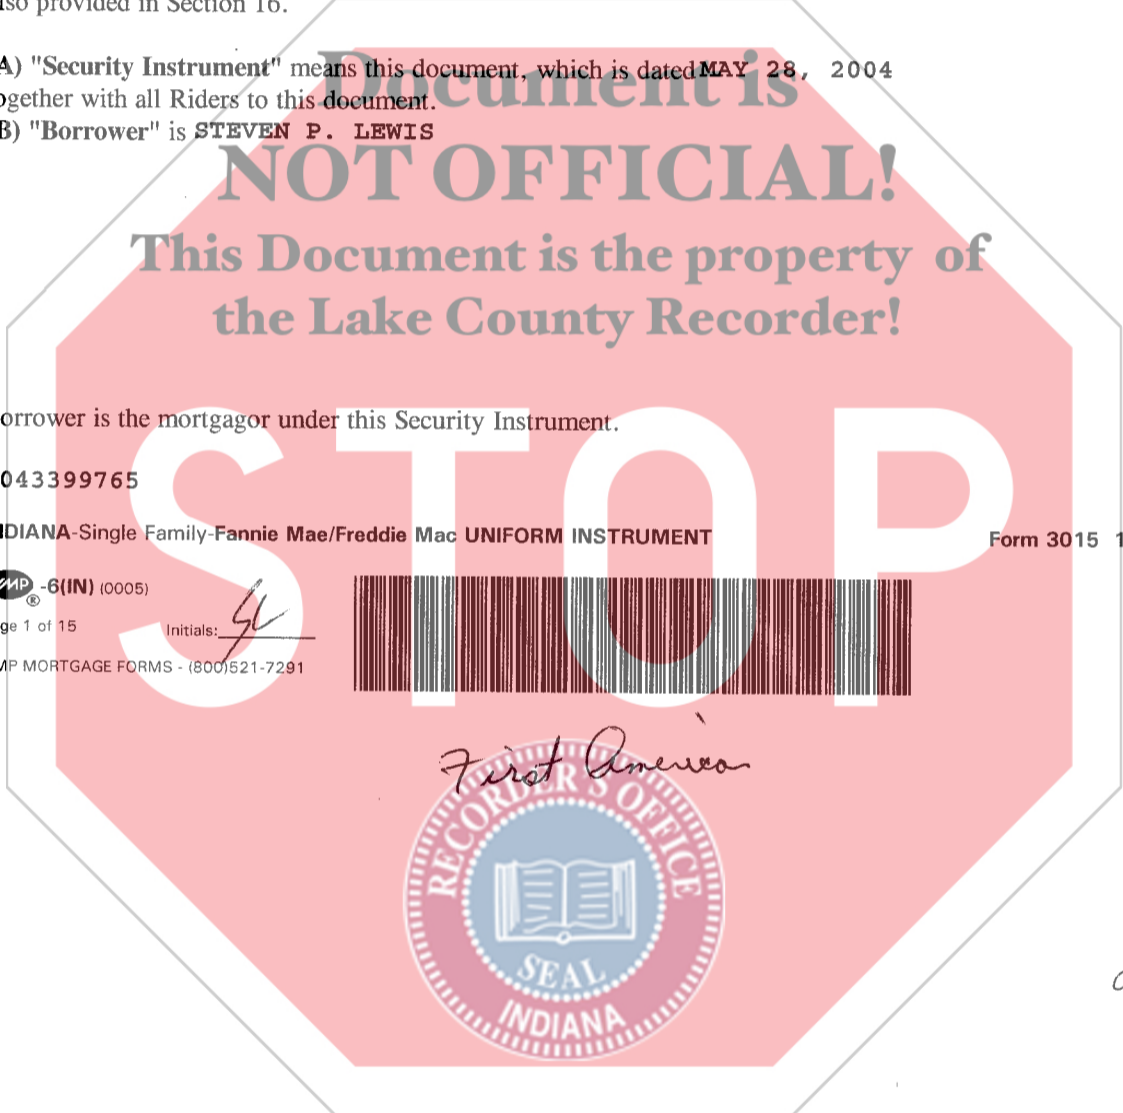 lso provided in Section 16.
A) "Security Instrument" means this document, which is dated MAY 28, 2004
ogether with all Riders to this document.
B) "Borrower" is STEVEN P. LEWIS
Document is
NOT OFFICIAL!
This Document is the property of
the Lake County Recorder!
orrower is the mortgagor under this Security Instrument.
STOP
043399765
DIANA-Single Family-Fannie Mae/Freddie Mac UNIFORM INSTRUMENT Form 3015 1
MP ® -6(IN) (0005)
ge 1 of 15 Initials: SL
MP MORTGAGE FORMS - (800)521-7291
First American
RECORDER'S OFFICE
SEAL
INDIANA